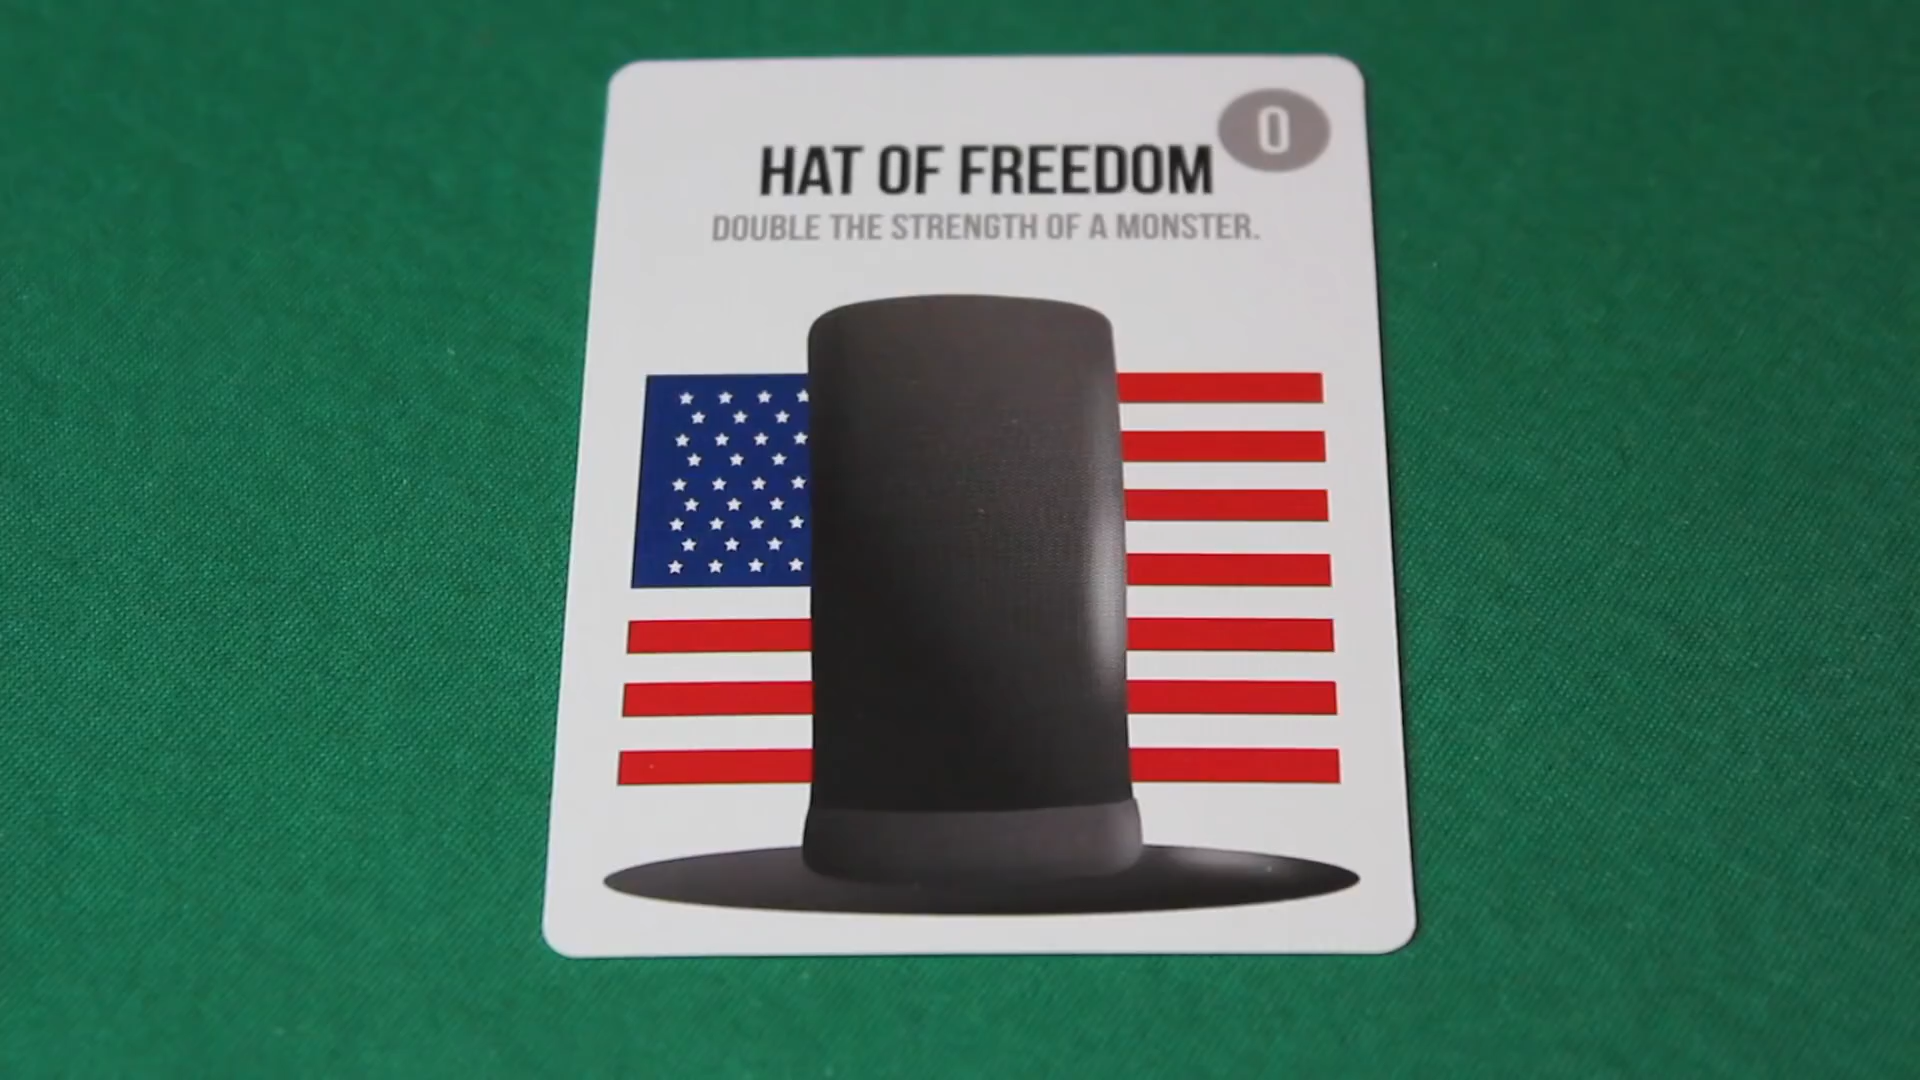 0
HAT OF FREEDOM
DOUBLE THE STRENGTH OF A MONSTER.